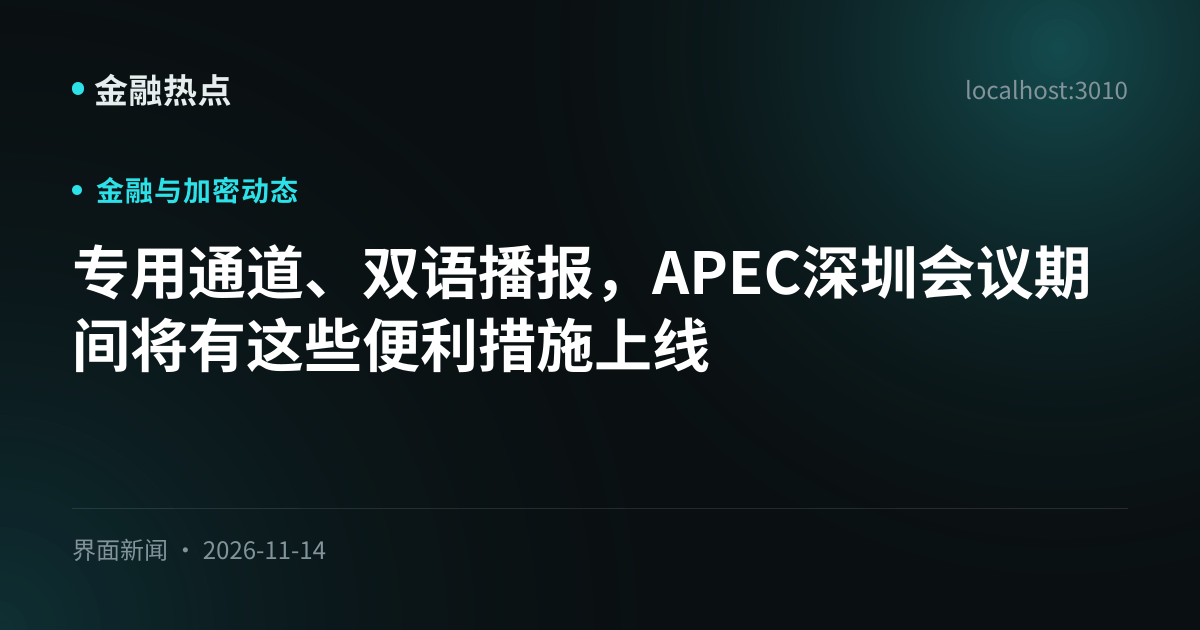 金融热点
localhost:3010
金融与加密动态
专用通道、双语播报，APEC深圳会议期
间将有这些便利措施上线
界面新闻 · 2026-11-14